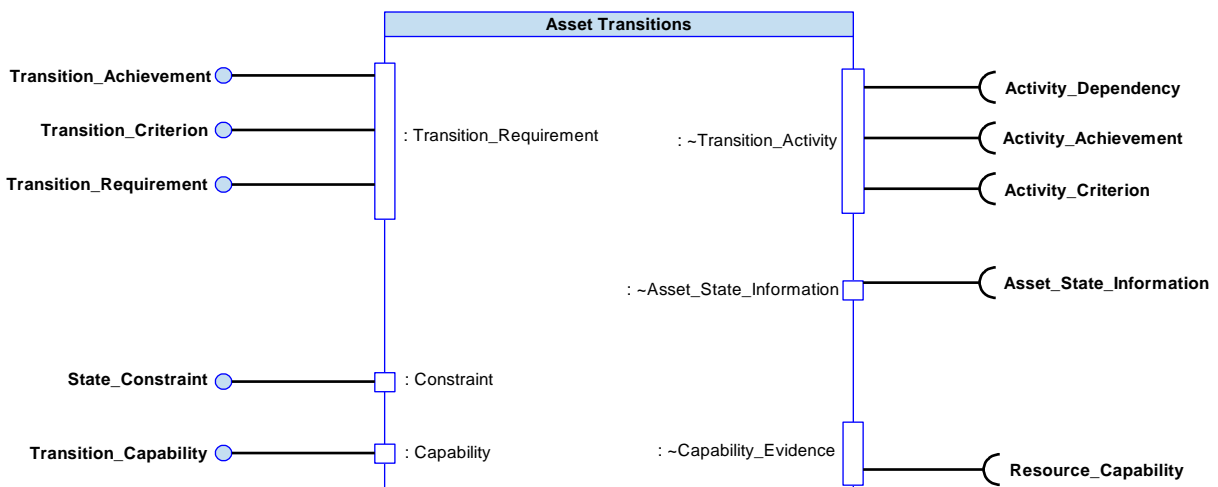 Asset Transitions
Transition_Achievement
Transition_Criterion
Transition_Requirement
: Transition_Requirement
: ~Transition_Activity
Activity_Dependency
Activity_Achievement
Activity_Criterion
: ~Asset_State_Information
Asset_State_Information
State_Constraint
: Constraint
Transition_Capability
: Capability
: ~Capability_Evidence
Resource_Capability